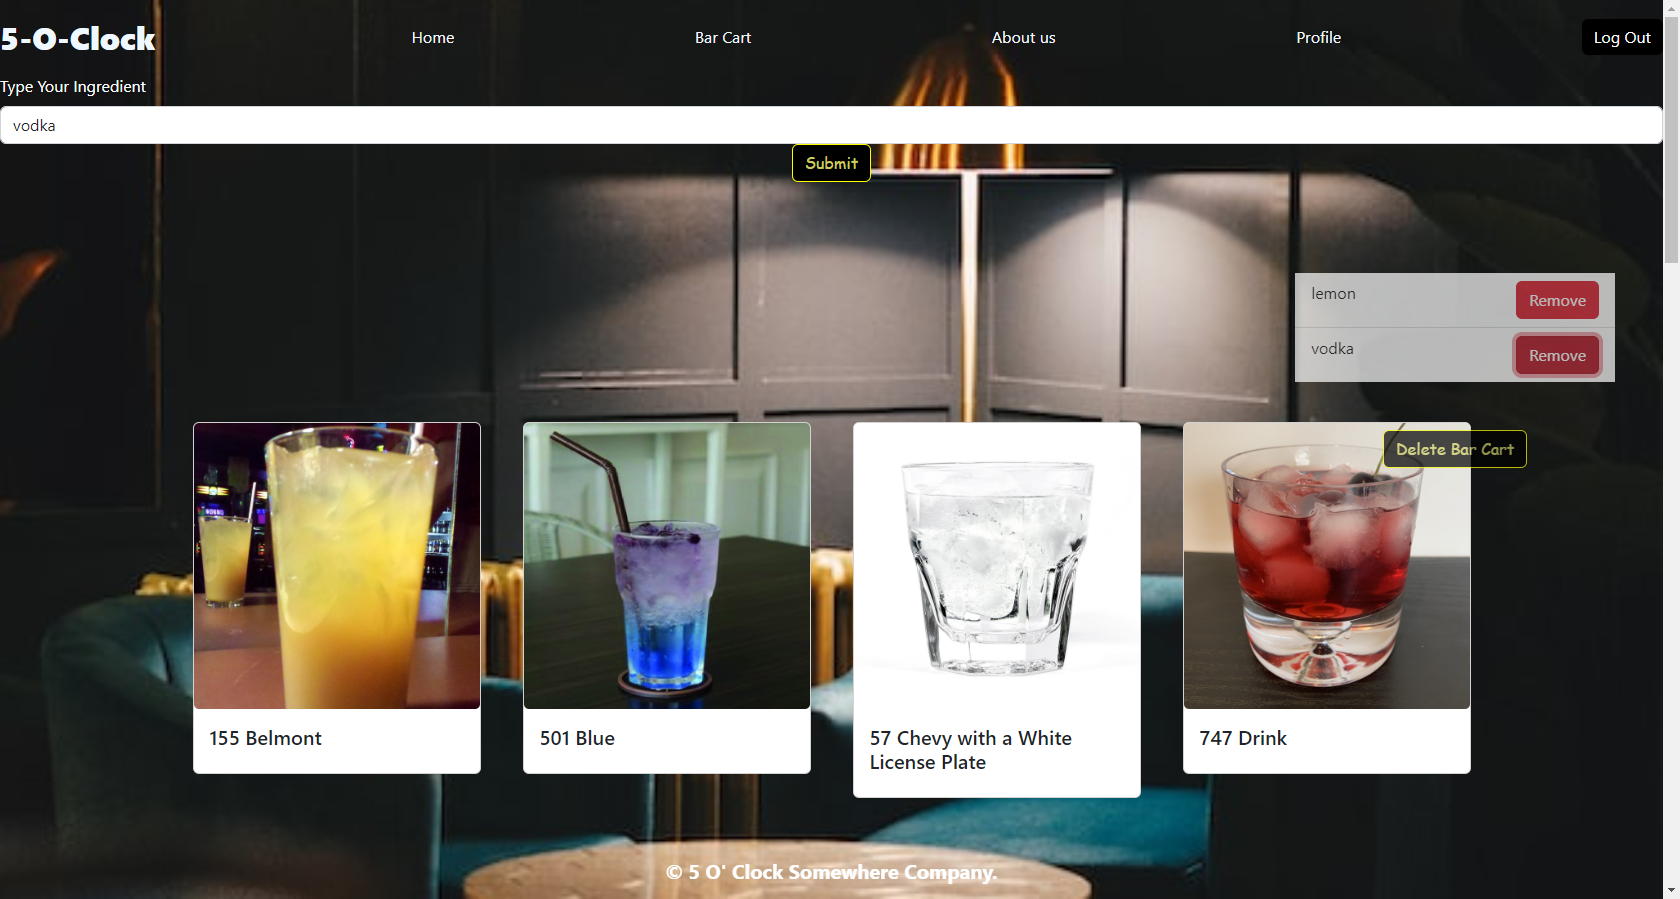 5-O-Clock
Home
Bar Cart
About us
Profile
Log Out
Type Your Ingredient
vodka
Submit
lemon
Remove
vodka
Remove
Delete Bar Cart
155 Belmont
501 Blue
57 Chevy with a White
License Plate
747 Drink
© 5 O' Clock Somewhere Company.